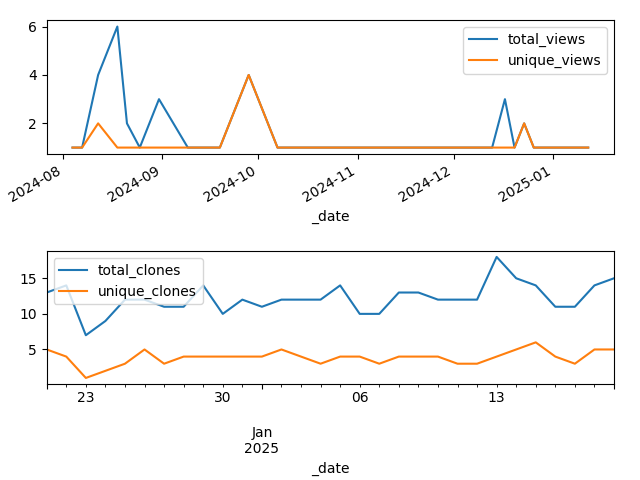 6
total_views
unique_views
4
2
2024-08
2024-09
2024-10
2024-11
2024-12
2025-01
_date
total_clones
15
unique_clones
10
5
23
30
06
13
Jan
2025
_date